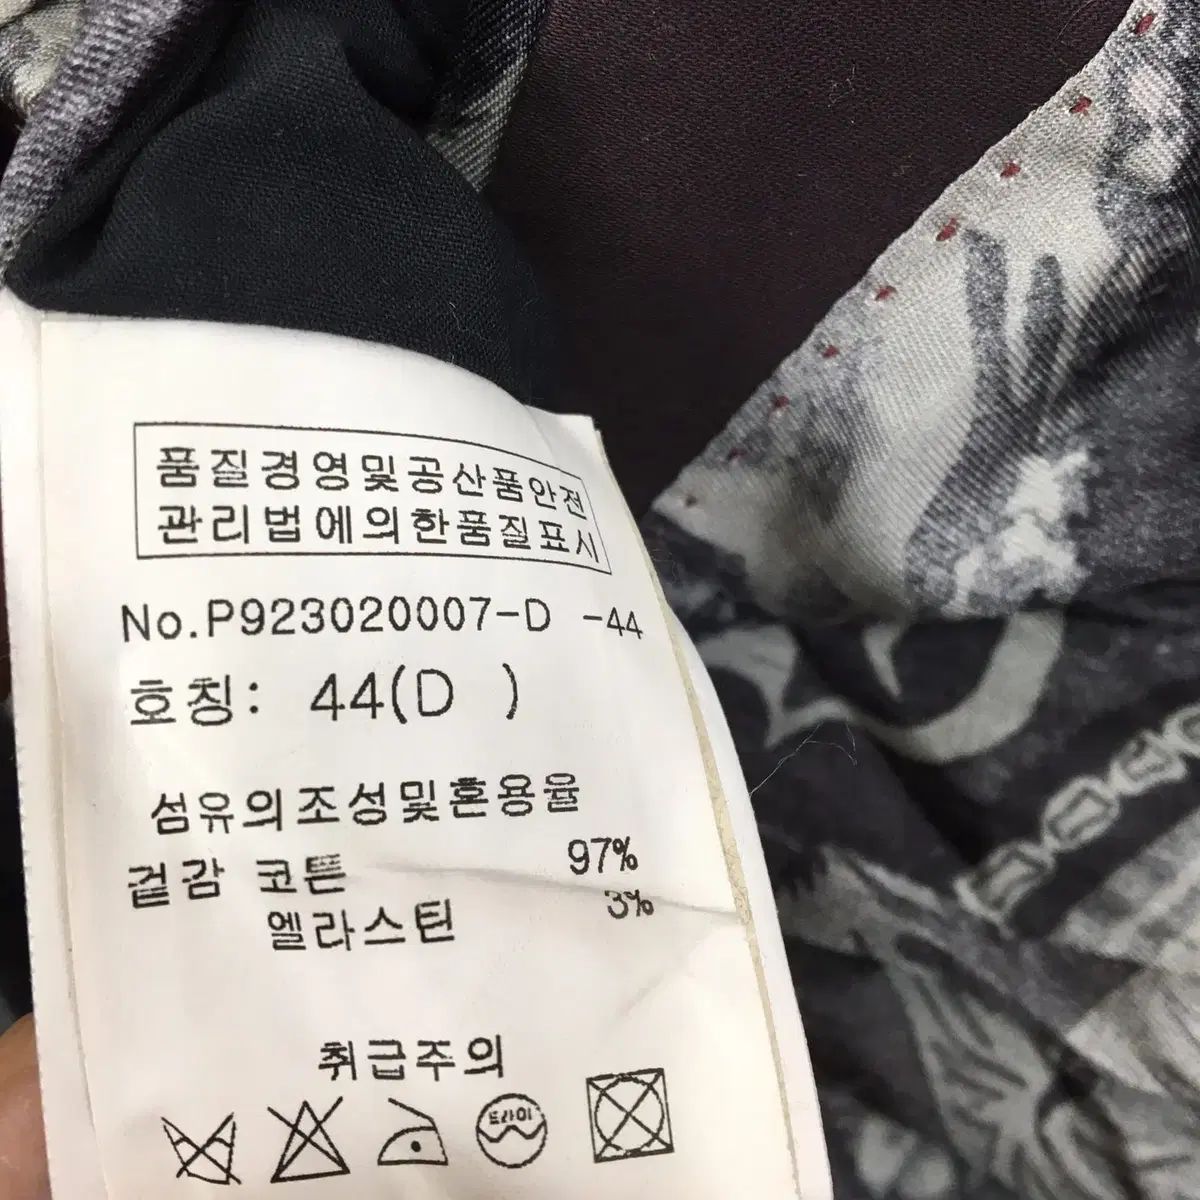 품질경영및공산품안전
관리법에의한품질표시
No.P923020007-D -44
호칭: 44(D )
섬유의조성및혼용율
겉감 코튼 97%
엘라스틴 3%
취급주의
드라이